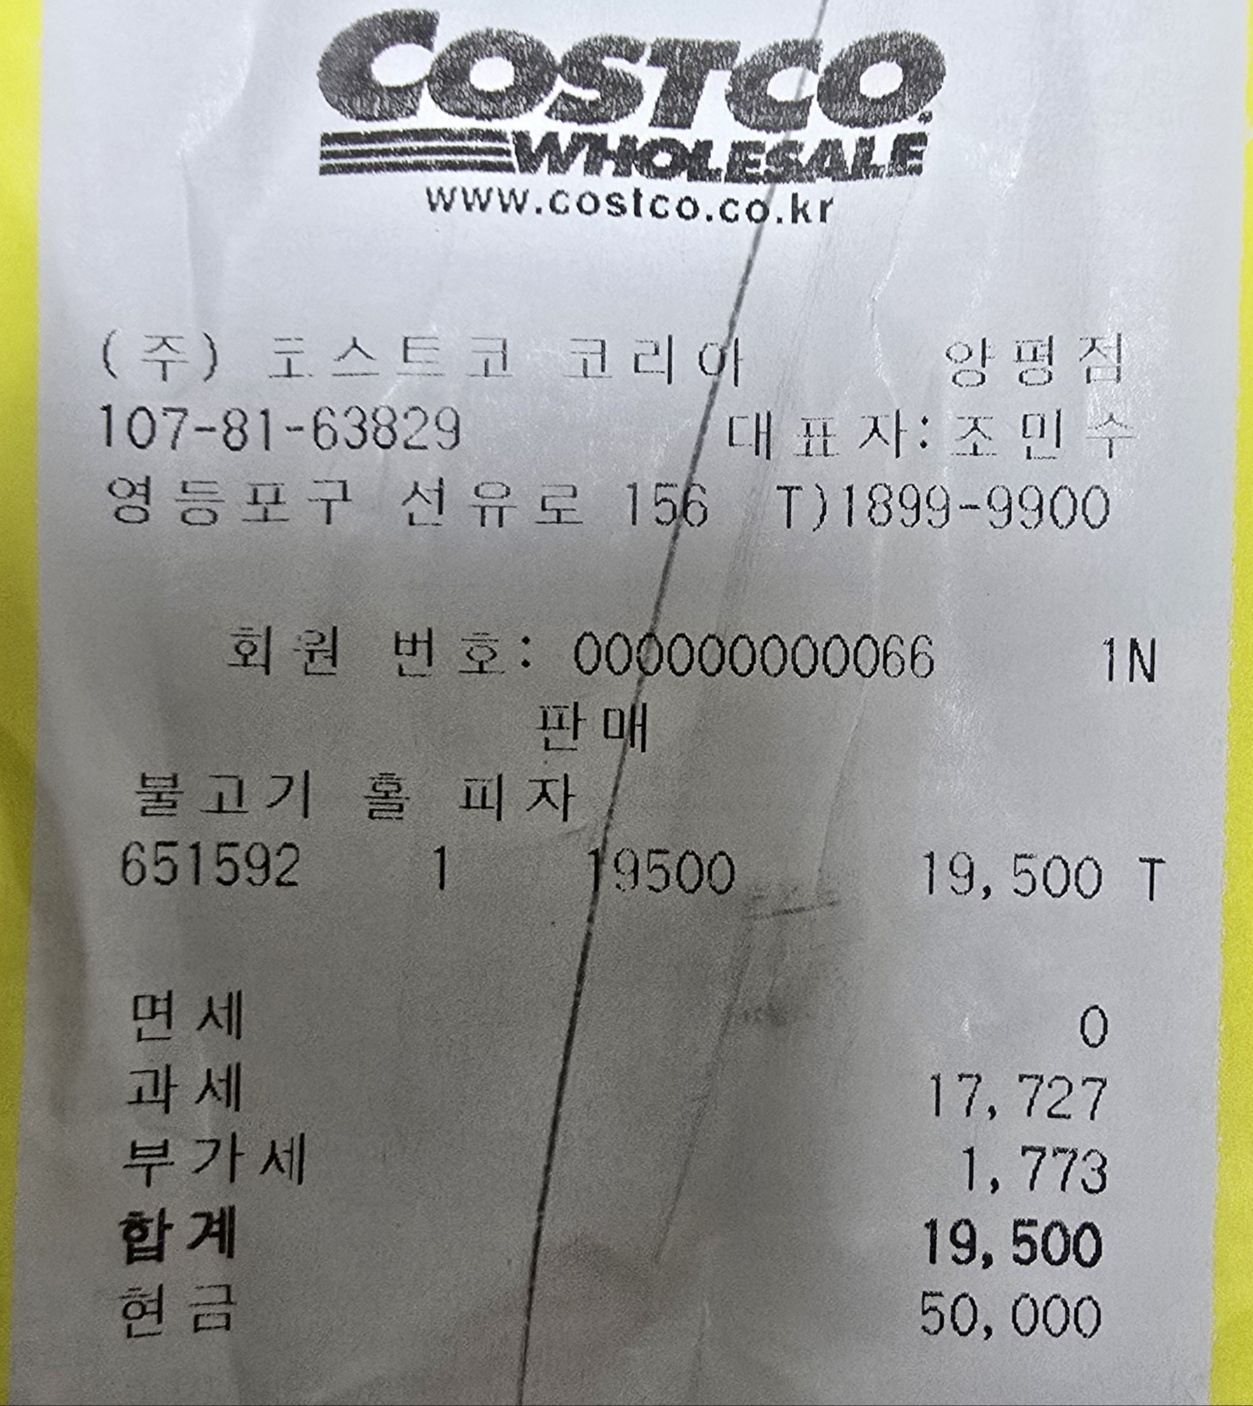 COSTCO
WHOLESALE
www.costco.co.kr
(주) 코스트코 코리아 양평점
107-81-63829 대표자:조민수
영등포구 선유로 156 T)1899-9900
회원 번호: 000000000066 1N
판매
불고기 홀 피자
651592 1 19500 19,500 T
면세 0
과세 17,727
부가세 1,773
합계 19,500
현금 50,000